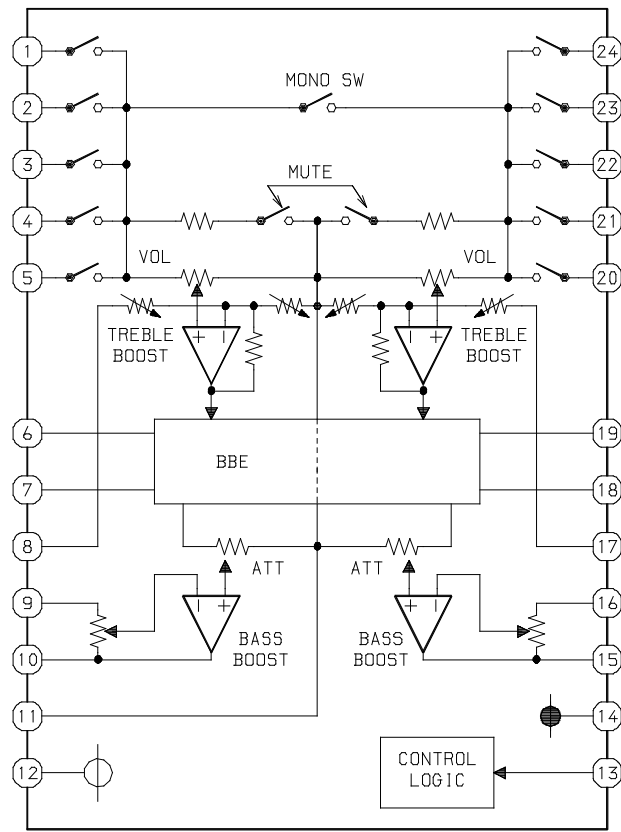 1
24
MONO SW
2
23
3
22
MUTE
4
21
VOL
VOL
5
20
+
-
-
+
TREBLE
BOOST
TREBLE
BOOST
6
19
BBE
7
18
8
17
ATT
ATT
9
16
-
+
+
-
BASS
BOOST
BASS
BOOST
10
15
11
14
CONTROL
LOGIC
12
13